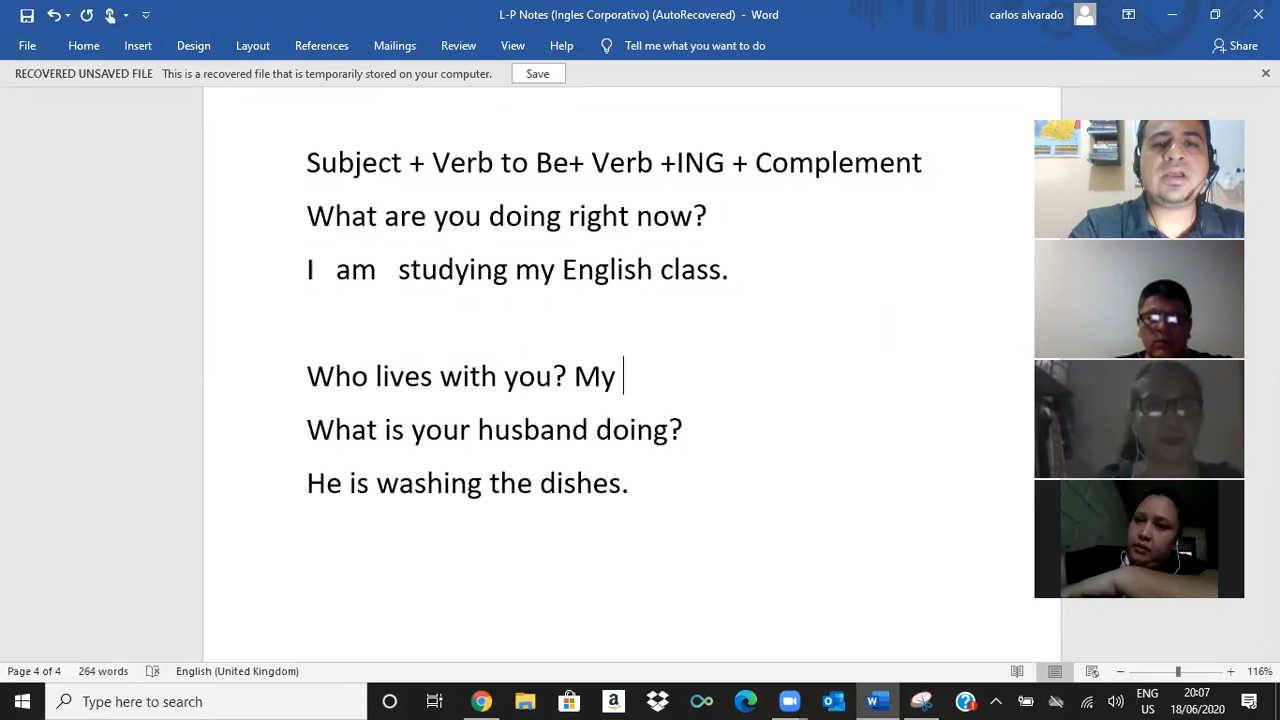 L-P Notes (Ingles Corporativo) (AutoRecovered) - Word
carlos alvarado
File Home Insert Design Layout References Mailings Review View Help Tell me what you want to do Share
RECOVERED UNSAVED FILE This is a recovered file that is temporarily stored on your computer. Save
Subject + Verb to Be+ Verb +ING + Complement
What are you doing right now?
I am studying my English class.
Who lives with you? My
What is your husband doing?
He is washing the dishes.
Page 4 of 4 264 words English (United Kingdom) 116%
Type here to search
ENG
US
20:07
18/06/2020